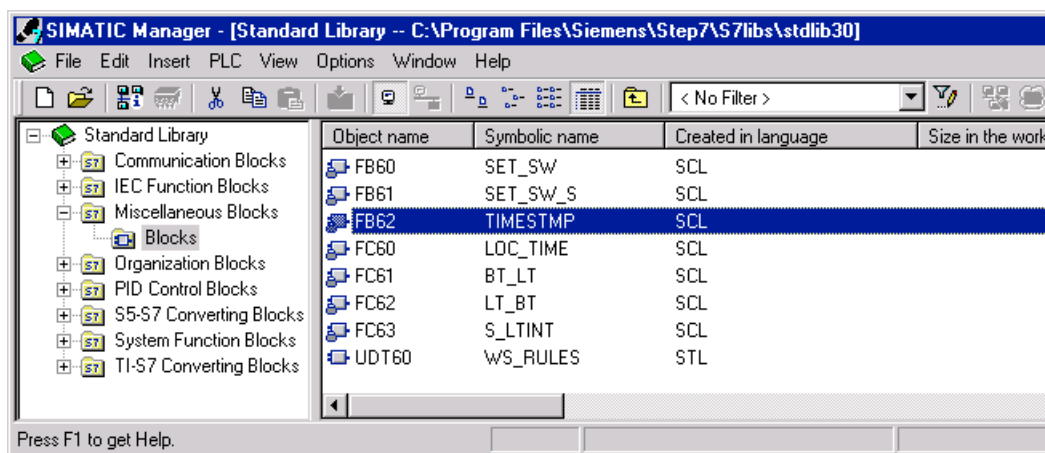 SIMATIC Manager - [Standard Library -- C:\Program Files\Siemens\Step7\S7libs\stdlib30]
File Edit Insert PLC View Options Window Help
< No Filter >
Standard Library
Communication Blocks
IEC Function Blocks
Miscellaneous Blocks
Blocks
Organization Blocks
PID Control Blocks
S5-S7 Converting Blocks
System Function Blocks
TI-S7 Converting Blocks
Object name Symbolic name Created in language Size in the work
FB60 SET_SW SCL
FB61 SET_SW_S SCL
FB62 TIMESTMP SCL
FC60 LOC_TIME SCL
FC61 BT_LT SCL
FC62 LT_BT SCL
FC63 S_LTINT SCL
UDT60 WS_RULES STL
Press F1 to get Help.